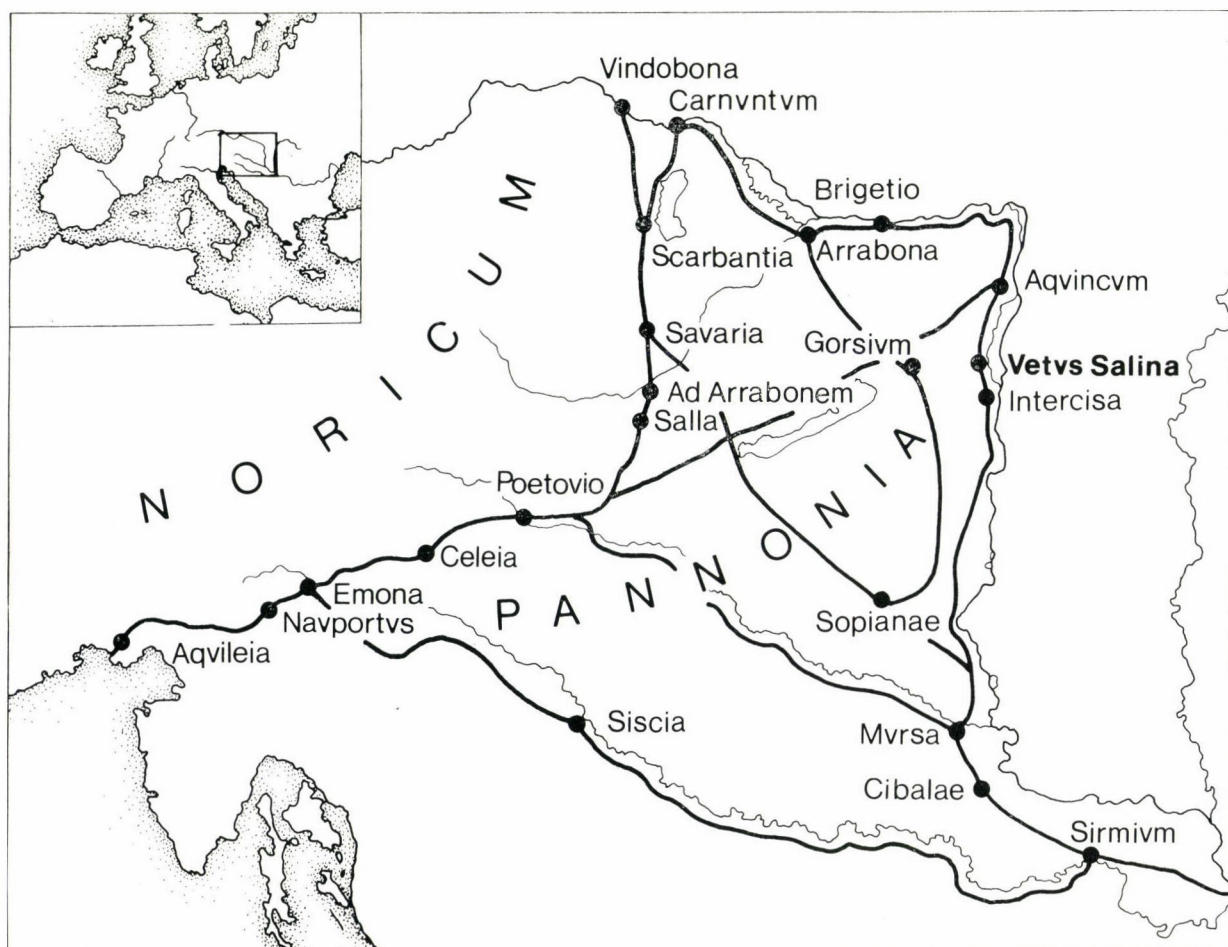 Vindobona
Carnvntvm
Brigetio
Scarbantia
Arrabona
Aqvincvm
Savaria
Gorsivm
Vetvs Salina
Ad Arrabonem
Intercisa
Salla
NORICUM
Poetovio
Celeia
PANNONIA
Emona
Navportvs
Sopianae
Aqvileia
Siscia
Mvrsa
Cibalae
Sirmivm